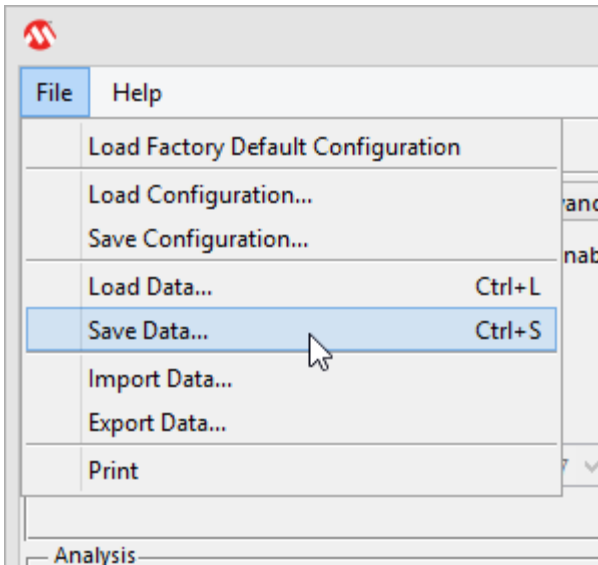 File Help
Load Factory Default Configuration
Load Configuration...
Save Configuration...
Load Data... Ctrl+L
Save Data... Ctrl+S
Import Data...
Export Data...
Print
Analysis